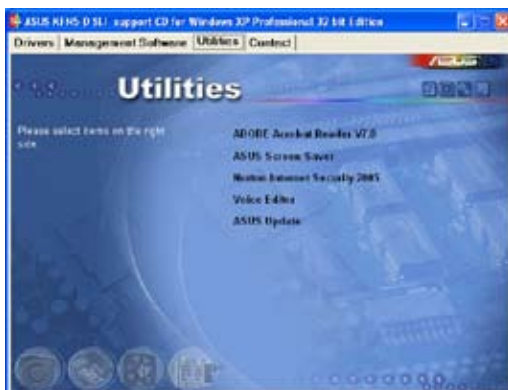 ASUS KFN5-D SLI support CD for Windows XP Professional 32 bit Edition
Drivers Management Software Utilities Contact
ASUS
Utilities
Please select items on the right
side
ADOBE Acrobat Reader V7.0
ASUS Screen Saver
Norton Internet Security 2005
Voice Editor
ASUS Update